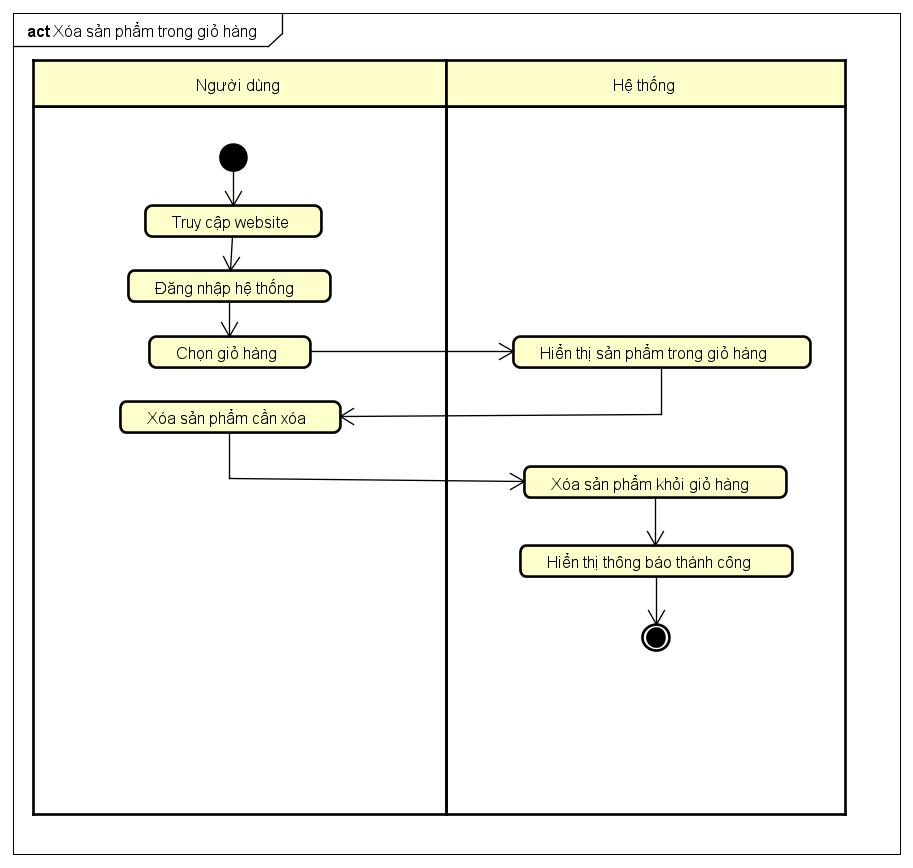 act Xóa sản phẩm trong giỏ hàng
Người dùng
Hệ thống
Truy cập website
Đăng nhập hệ thống
Chọn giỏ hàng
Hiển thị sản phẩm trong giỏ hàng
Xóa sản phẩm cần xóa
Xóa sản phẩm khỏi giỏ hàng
Hiển thị thông báo thành công